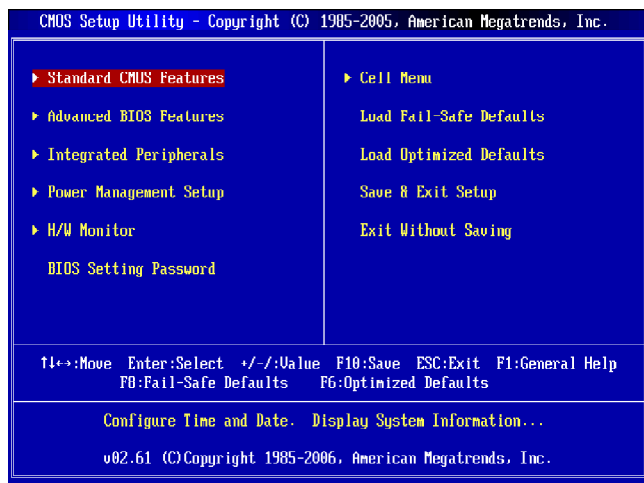 CMOS Setup Utility - Copyright (C) 1985-2005, American Megatrends, Inc.
Standard CMOS Features
Advanced BIOS Features
Integrated Peripherals
Power Management Setup
H/W Monitor
BIOS Setting Password
Cell Menu
Load Fail-Safe Defaults
Load Optimized Defaults
Save & Exit Setup
Exit Without Saving
↑↓←→:Move Enter:Select +/-/:Value F10:Save ESC:Exit F1:General Help
F8:Fail-Safe Defaults F6:Optimized Defaults
Configure Time and Date. Display System Information...
v02.61 (C)Copyright 1985-2006, American Megatrends, Inc.